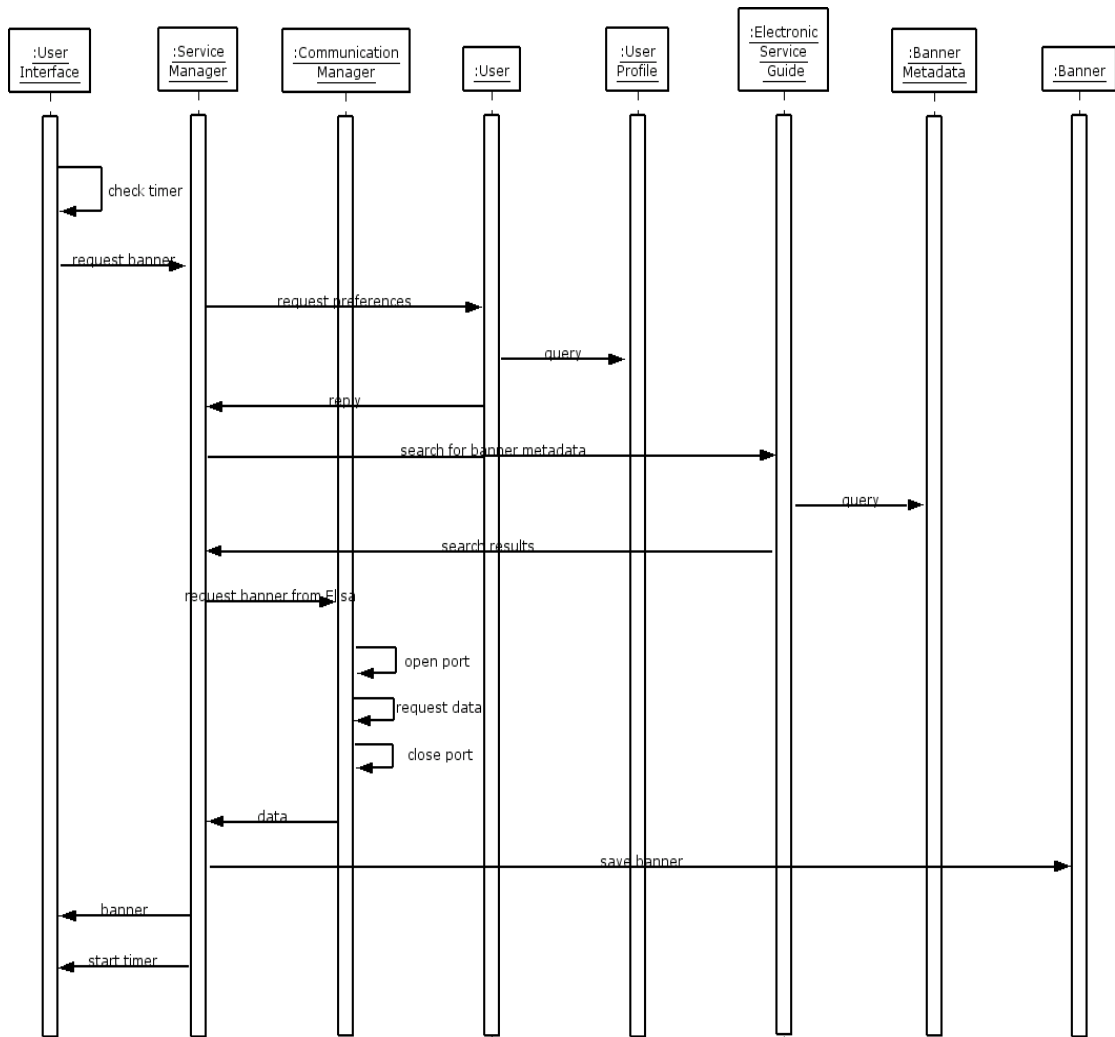 :User
Interface
:Service
Manager
:Communication
Manager
:User
:User
Profile
:Electronic
Service
Guide
:Banner
Metadata
:Banner
check timer
request banner
request preferences
query
reply
search for banner metadata
query
search results
request banner from Elisa
open port
request data
close port
data
save banner
banner
start timer